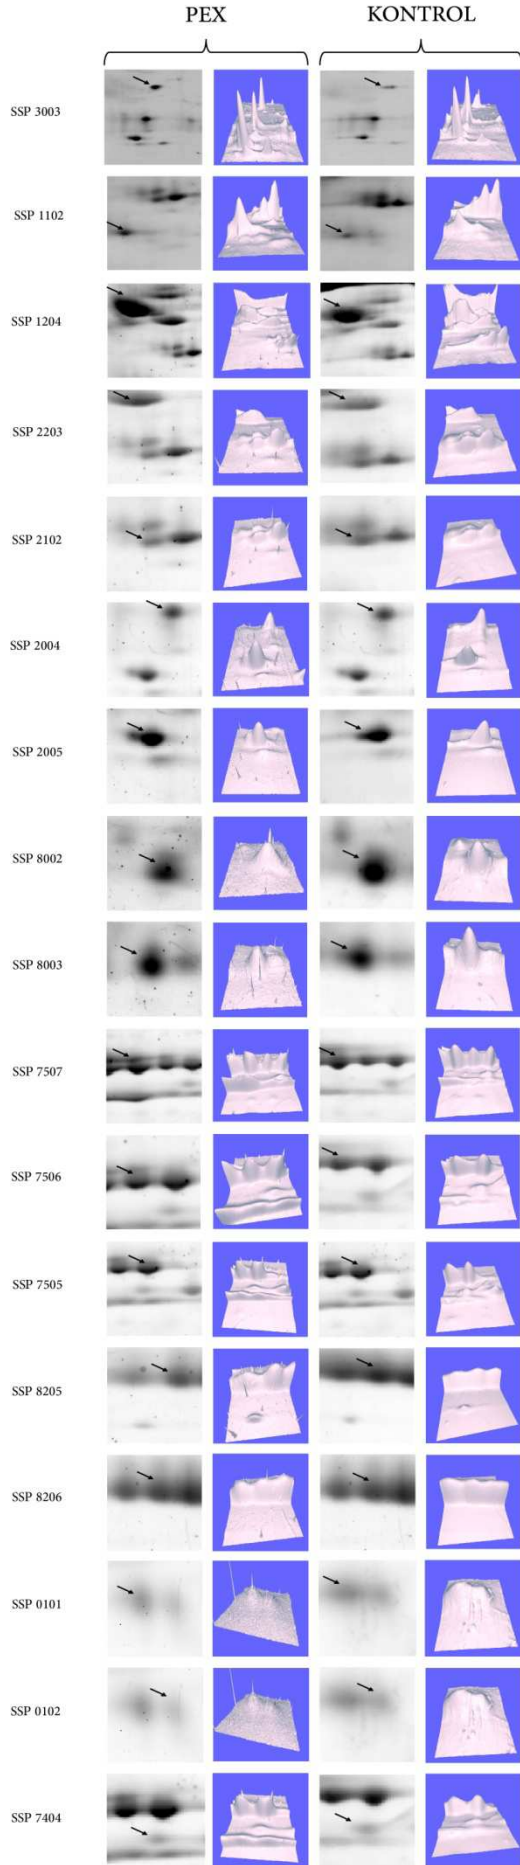 PEX KONTROL
SSP 3003
SSP 1102
SSP 1204
SSP 2203
SSP 2102
SSP 2004
SSP 2005
SSP 8002
SSP 8003
SSP 7507
SSP 7506
SSP 7505
SSP 8205
SSP 8206
SSP 0101
SSP 0102
SSP 7404